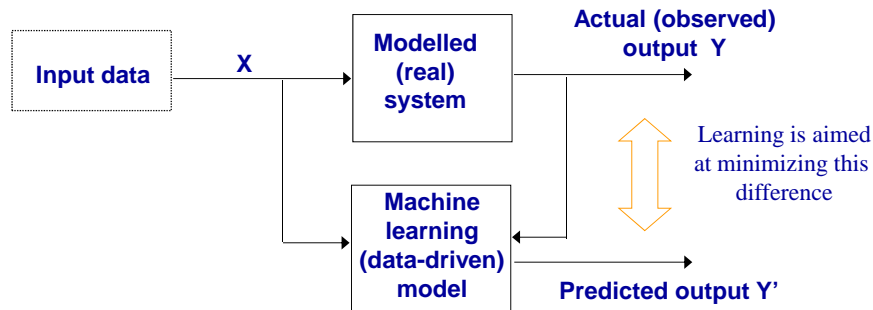 Input data
X
Modelled
(real)
system
Actual (observed)
output Y
Learning is aimed
at minimizing this
difference
Machine
learning
(data-driven)
model
Predicted output Y’